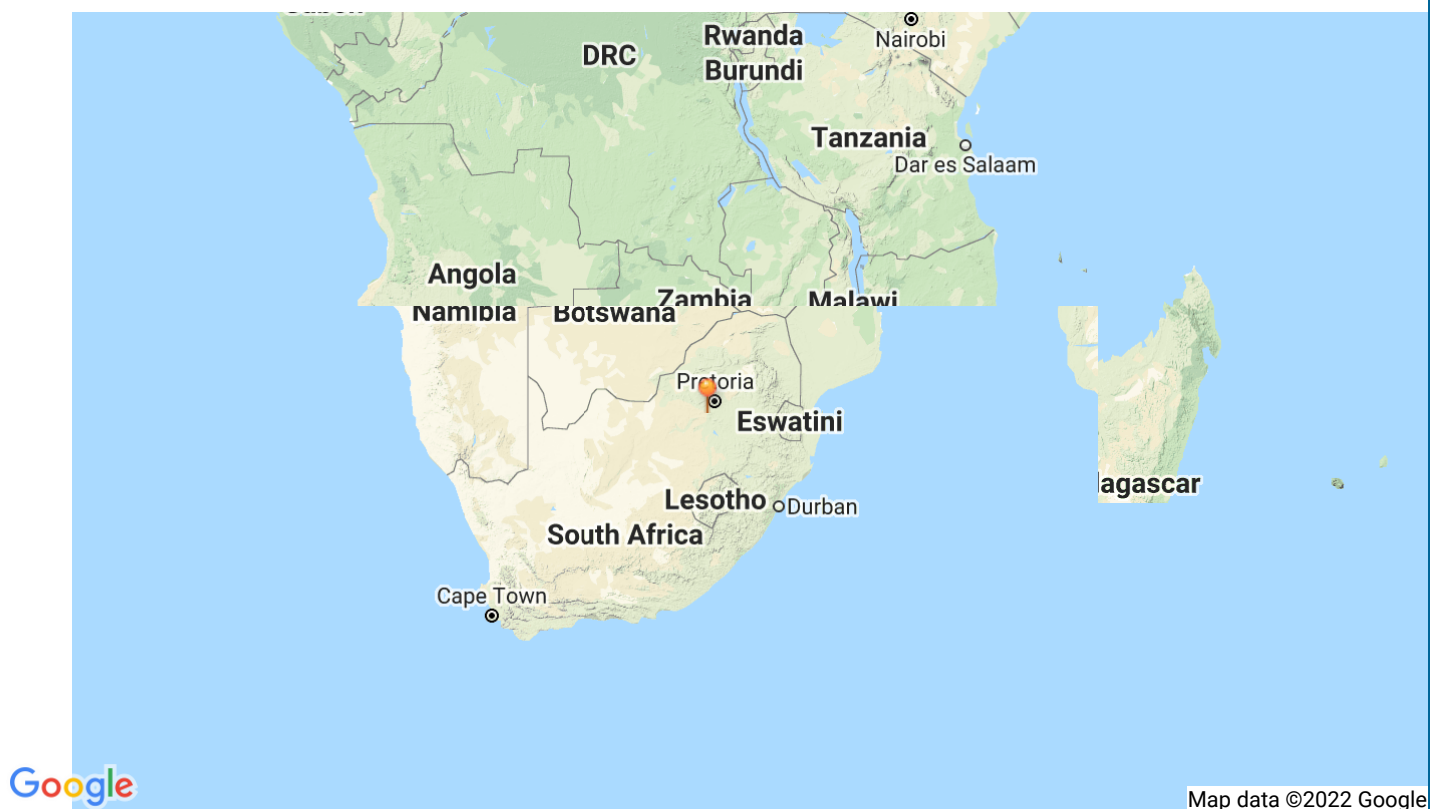 Rwanda
Nairobi
DRC
Burundi
Tanzania
Dar es Salaam
Angola
Zambia
Malawi
Namibia
Botswana
Pretoria
Eswatini
lagascar
Lesotho
Durban
South Africa
Cape Town
Google
Map data ©2022 Google